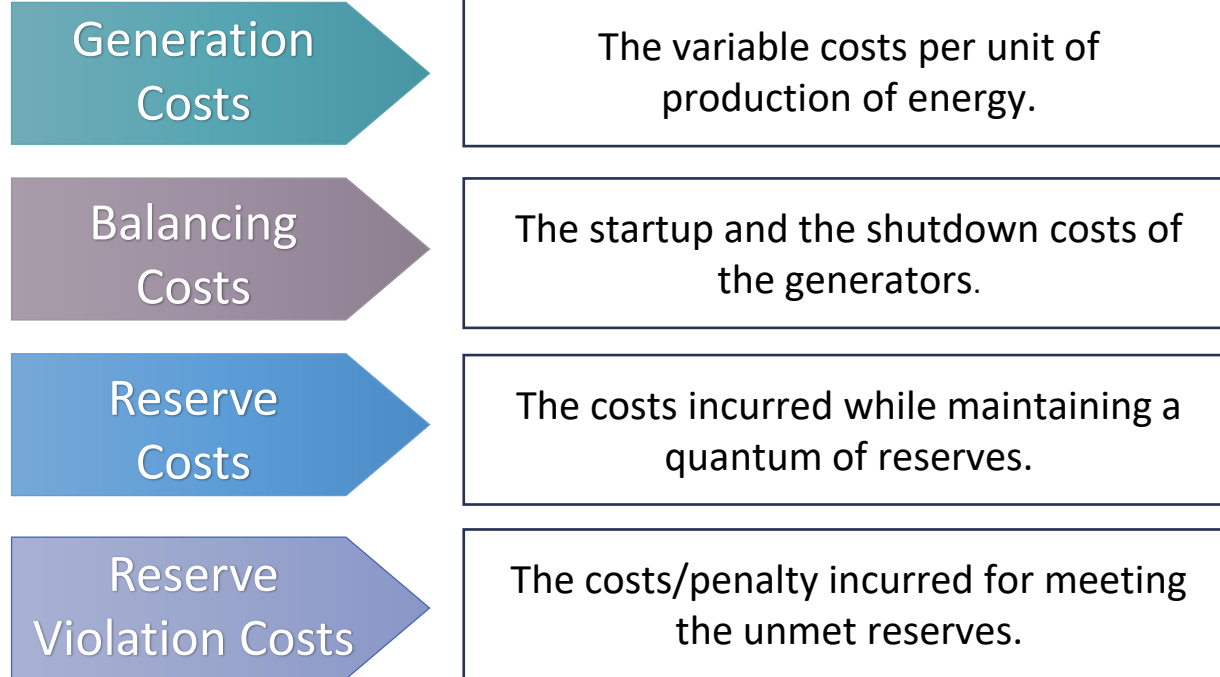 Generation
Costs
The variable costs per unit of
production of energy.
Balancing
Costs
The startup and the shutdown costs of
the generators.
Reserve
Costs
The costs incurred while maintaining a
quantum of reserves.
Reserve
Violation Costs
The costs/penalty incurred for meeting
the unmet reserves.